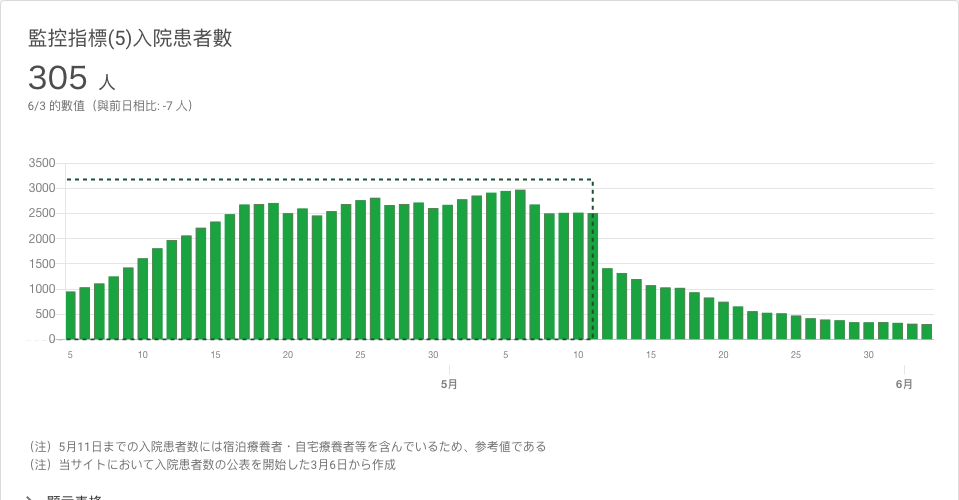 監控指標(5)入院患者數
305 人
6/3 的數值（與前日相比: -7 人）
3500
3000
2500
2000
1500
1000
500
0
5 10 15 20 25 30 5 10 15 20 25 30
5月 6月
（注）5月11日までの入院患者数には宿泊療養者・自宅療養者等を含んでいるため、参考値である
（注）当サイトにおいて入院患者数の公表を開始した3月6日から作成